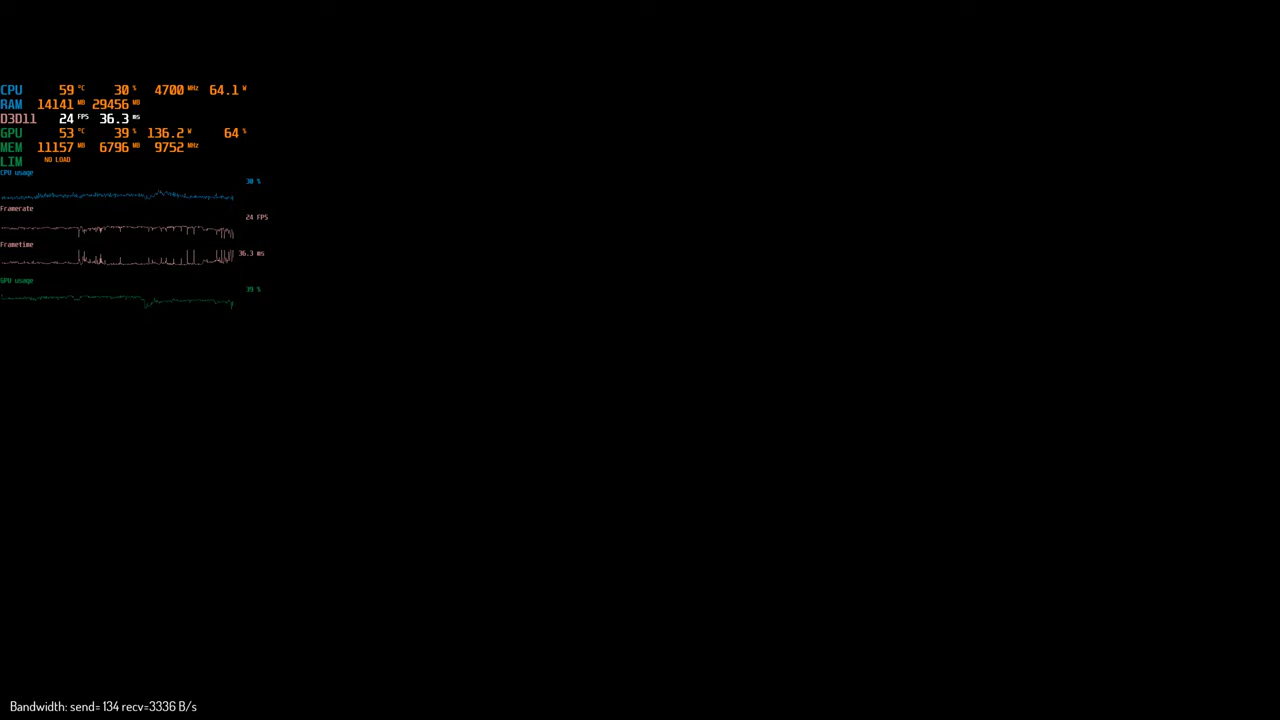 CPU 59 °C 30 % 4700 MHz 64.1 W
RAM 14141 MB 29456 MB
D3D11 24 FPS 36.3 ms
GPU 53 °C 39 % 136.2 W 64 %
MEM 11157 MB 6796 MB 9752 MHz
LIM NO LOAD
CPU usage
30 %
Framerate
24 FPS
Frametime
36.3 ms
GPU usage
39 %
Bandwidth: send= 134 recv=3336 B/s